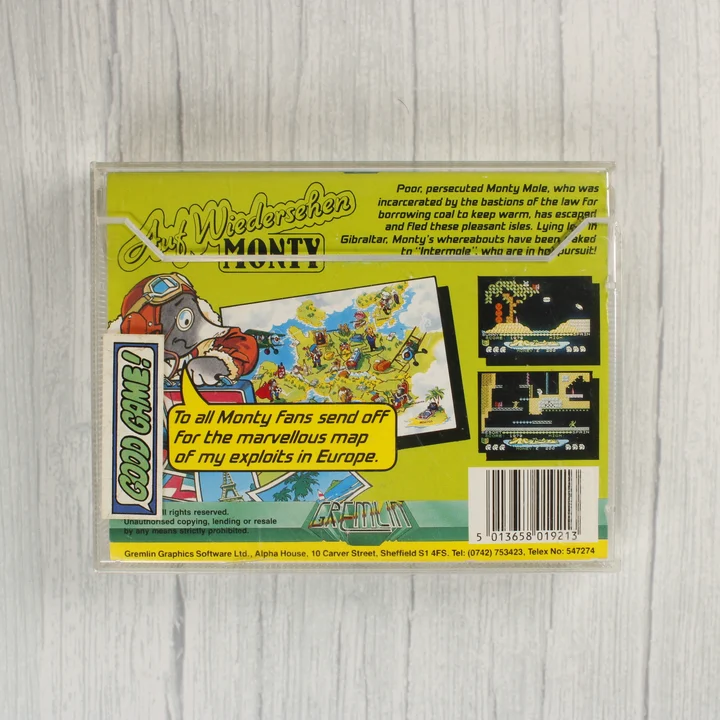 Auf Wiedersehen
MONTY
Poor, persecuted Monty Mole, who was
incarcerated by the bastions of the law for
borrowing coal to keep warm, has escaped
and fled these pleasant isles. Lying in
Gibraltar, Monty's whereabouts have been
to "Intermole", who are in pursuit!
GOOD GAME!
To all Monty fans send off
for the marvellous map
of my exploits in Europe.
rights reserved.
Unauthorised copying, lending or resale
by any means strictly prohibited.
GREMLIN
5 013658 019213
Gremlin Graphics Software Ltd., Alpha House, 10 Carver Street, Sheffield S1 4FS. Tel: (0742) 753423, Telex No: 547274